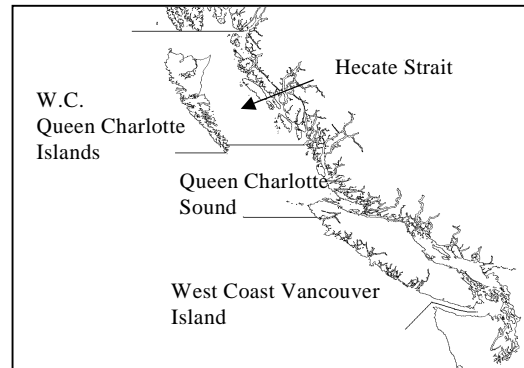 Hecate Strait
W.C.
Queen Charlotte
Islands
Queen Charlotte
Sound
West Coast Vancouver
Island